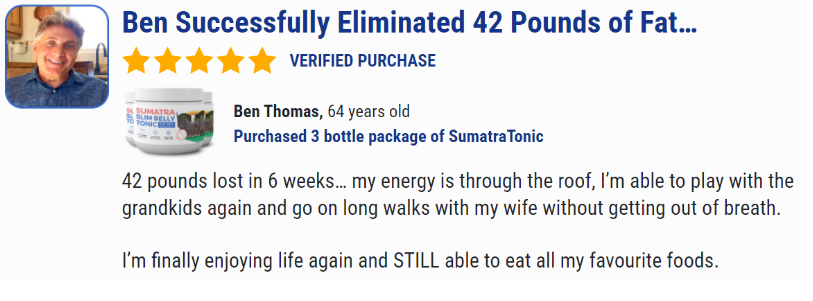 Ben Successfully Eliminated 42 Pounds of Fat...
VERIFIED PURCHASE
SUMATRA
SLIM BELLY
TONIC
Ben Thomas, 64 years old
Purchased 3 bottle package of SumatraTonic
42 pounds lost in 6 weeks... my energy is through the roof, I'm able to play with the
grandkids again and go on long walks with my wife without getting out of breath.
I'm finally enjoying life again and STILL able to eat all my favourite foods.